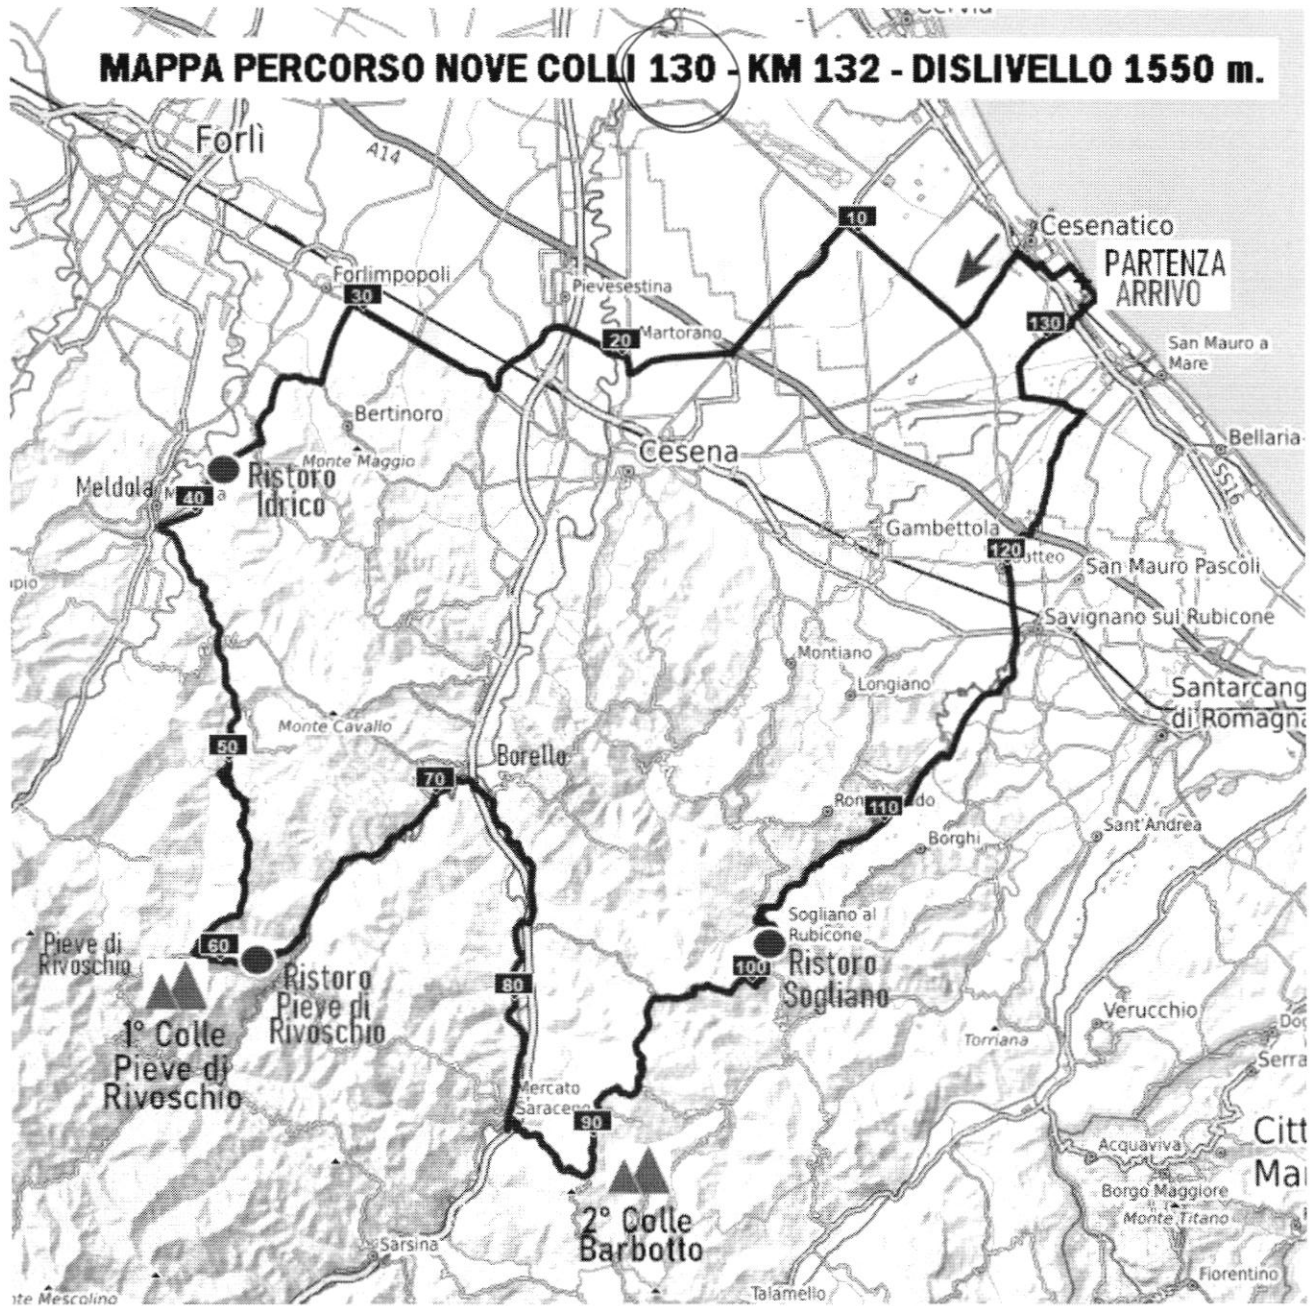 MAPPA PERCORSO NOVE COLLI 130 - KM 132 - DISLIVELLO 1550 m.
Forlì
A14
10
Cesenatico
PARTENZA
ARRIVO
Forlimpopoli
30
Pievesestina
20
Martorano
130
San Mauro a
Mare
Bertinoro
Bellaria
Cesena
Monte Maggio
Ristoro
Idrico
Meldola
40
SS16
Gambettola
120
San Mauro Pascoli
Savignano sul Rubicone
Montiano
Longiano
Santarcang
di Romagna
Monte Cavallo
50
Borello
70
110
Sant'Andrea
Borghi
Sogliano al
Rubicone
Pieve di
Rivoschio
60
Ristoro
Pieve di
Rivoschio
100
Ristoro
Sogliano
80
1° Colle
Pieve di
Rivoschio
Verucchio
Torriana
Serra
Mercato
Saraceno
90
Acquaviva
Citt
Ma
Borgo Maggiore
Monte Titano
2° Colle
Barbotto
Sarsina
Fiorentino
Talamello
te Mescolino